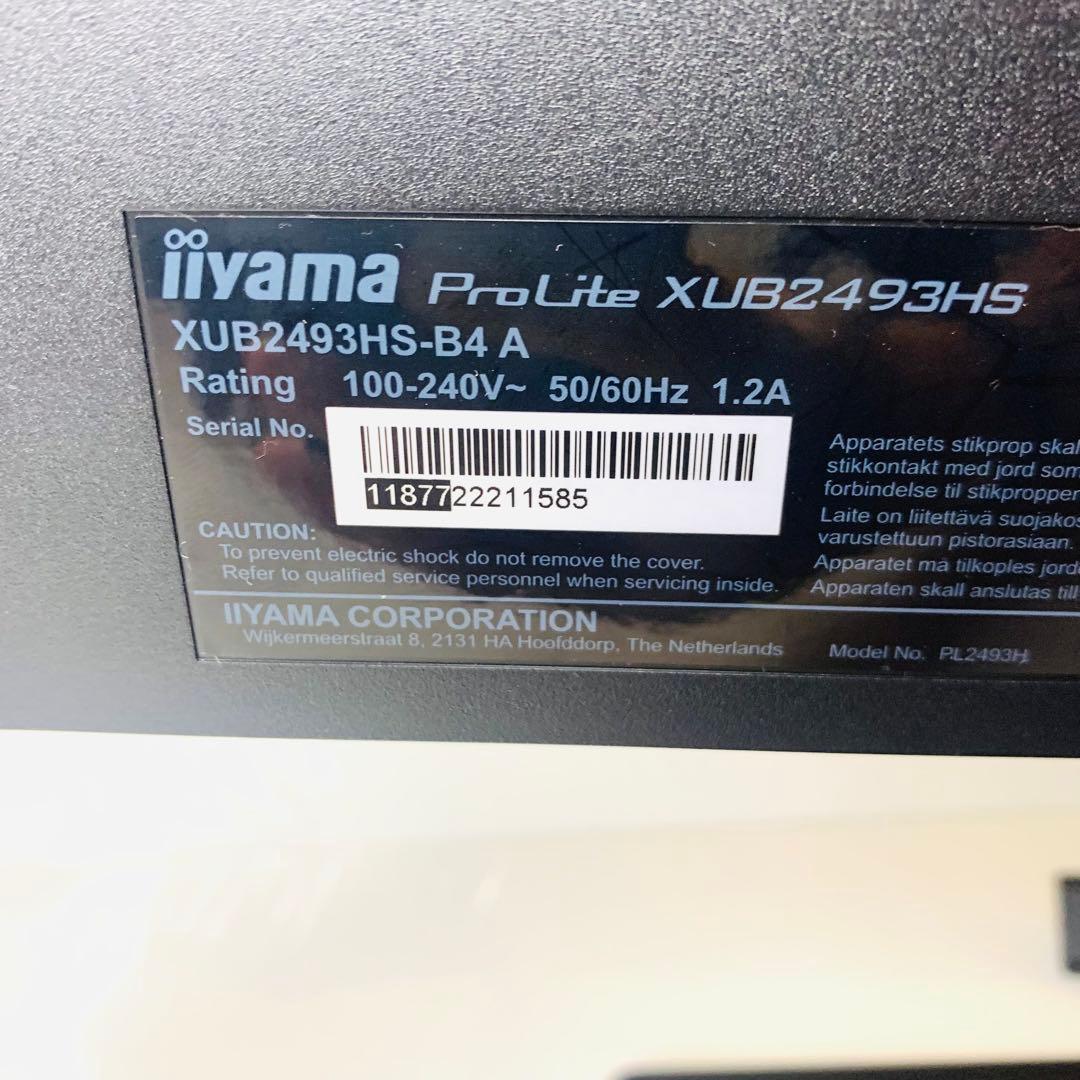 iiyama ProLite XUB2493HS
XUB2493HS-B4 A
Rating 100-240V~ 50/60Hz 1.2A
Serial No.
1187722211585
CAUTION:
To prevent electric shock do not remove the cover.
Refer to qualified service personnel when servicing inside.
Apparatets stikprop skal
stikkontakt med jord som
forbindelse til stikproppen
Laite on liitettävä suojakos
varustettuun pistorasiaan.
Apparatet må tilkoples jord
Apparaten skall anslutas till
IIYAMA CORPORATION
Wijkermeerstraat 8, 2131 HA Hoofddorp, The Netherlands
Model No. PL2493H